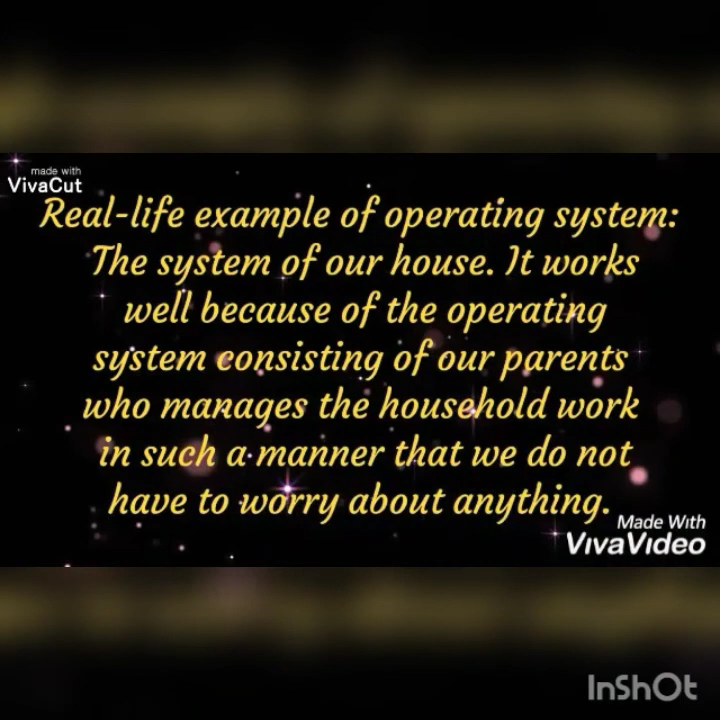 made with
VivaCut
Real-life example of operating system:
The system of our house. It works
well because of the operating
system consisting of our parents
who manages the household work
in such a manner that we do not
have to worry about anything.
Made With
VivaVideo
InShOt